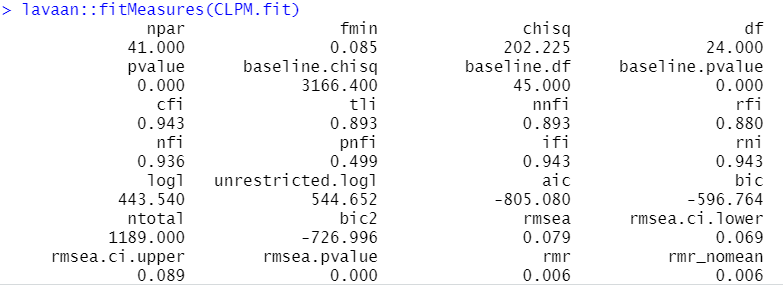 > lavaan::fitMeasures(CLPM.fit)
npar fmin chisq df
41.000 0.085 202.225 24.000
pvalue baseline.chisq baseline.df baseline.pvalue
0.000 3166.400 45.000 0.000
cfi tli nnfi rfi
0.943 0.893 0.893 0.880
nfi pnfi ifi rni
0.936 0.499 0.943 0.943
logl unrestricted.logl aic bic
443.540 544.652 -805.080 -596.764
ntotal bic2 rmsea rmsea.ci.lower
1189.000 -726.996 0.079 0.069
rmsea.ci.upper rmsea.pvalue rmr rmr_nomean
0.089 0.000 0.006 0.006